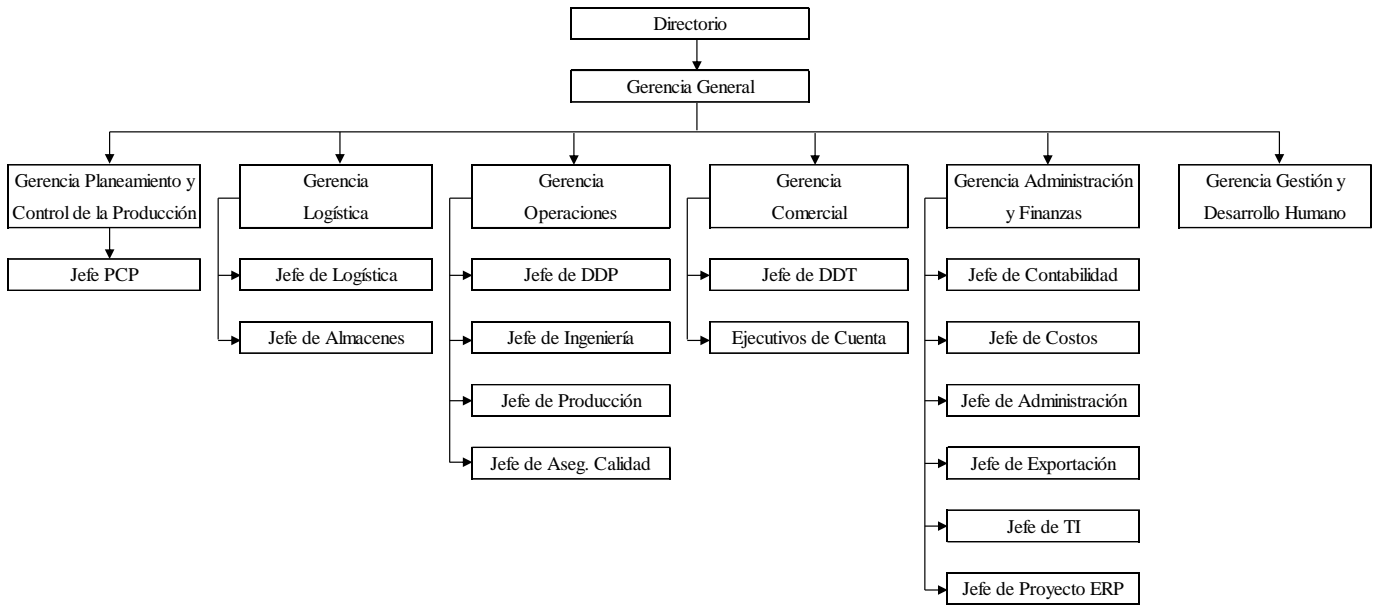 Directorio
Gerencia General
Gerencia Planeamiento y
Control de la Producción
Gerencia
Logística
Gerencia
Operaciones
Gerencia
Comercial
Gerencia Administración
y Finanzas
Gerencia Gestión y
Desarrollo Humano
Jefe PCP
Jefe de Logística
Jefe de DDP
Jefe de DDT
Jefe de Contabilidad
Jefe de Almacenes
Jefe de Ingeniería
Ejecutivos de Cuenta
Jefe de Costos
Jefe de Producción
Jefe de Administración
Jefe de Aseg. Calidad
Jefe de Exportación
Jefe de TI
Jefe de Proyecto ERP